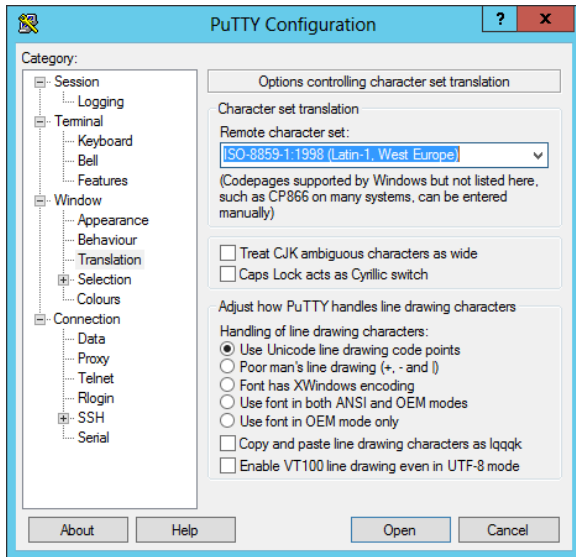 PuTTY Configuration
? x
Category:
Session
Logging
Terminal
Keyboard
Bell
Features
Window
Appearance
Behaviour
Translation
Selection
Colours
Connection
Data
Proxy
Telnet
Rlogin
SSH
Serial
Options controlling character set translation
Character set translation
Remote character set:
ISO-8859-1:1998 (Latin-1, West Europe)
(Codepages supported by Windows but not listed here,
such as CP866 on many systems, can be entered
manually)
Treat CJK ambiguous characters as wide
Caps Lock acts as Cyrillic switch
Adjust how PuTTY handles line drawing characters
Handling of line drawing characters:
Use Unicode line drawing code points
Poor man's line drawing (+, - and |)
Font has XWindows encoding
Use font in both ANSI and OEM modes
Use font in OEM mode only
Copy and paste line drawing characters as lqqqk
Enable VT100 line drawing even in UTF-8 mode
About Help Open Cancel